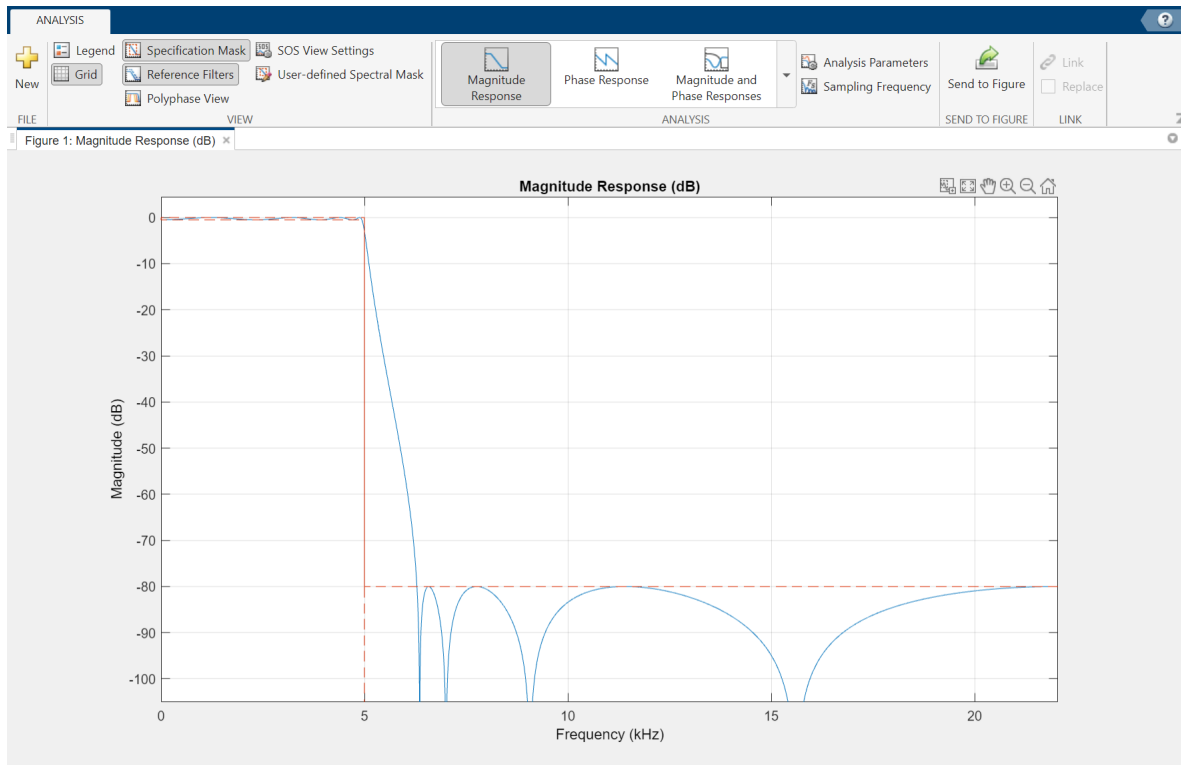 ANALYSIS
?
New
Legend
Grid
Specification Mask
Reference Filters
Polyphase View
SOS View Settings
User-defined Spectral Mask
Magnitude
Response
Phase Response
Magnitude and
Phase Responses
Analysis Parameters
Sampling Frequency
Send to Figure
Link
Replace
FILE
VIEW
ANALYSIS
SEND TO FIGURE
LINK
Figure 1: Magnitude Response (dB) ×
Magnitude Response (dB)
Magnitude (dB)
0
-10
-20
-30
-40
-50
-60
-70
-80
-90
-100
0 5 10 15 20
Frequency (kHz)